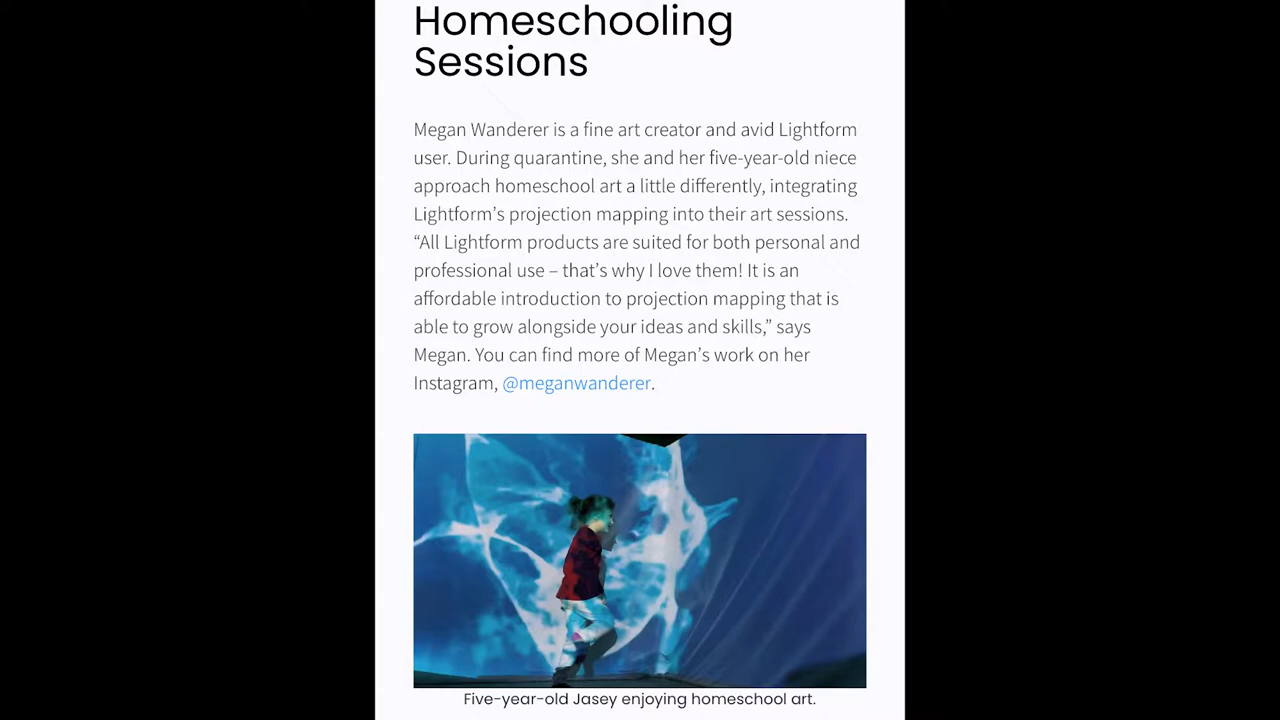 Homeschooling
Sessions
Megan Wanderer is a fine art creator and avid Lightform
user. During quarantine, she and her five-year-old niece
approach homeschool art a little differently, integrating
Lightform’s projection mapping into their art sessions.
“All Lightform products are suited for both personal and
professional use – that’s why I love them! It is an
affordable introduction to projection mapping that is
able to grow alongside your ideas and skills,” says
Megan. You can find more of Megan’s work on her
Instagram, @meganwanderer.
Five-year-old Jasey enjoying homeschool art.